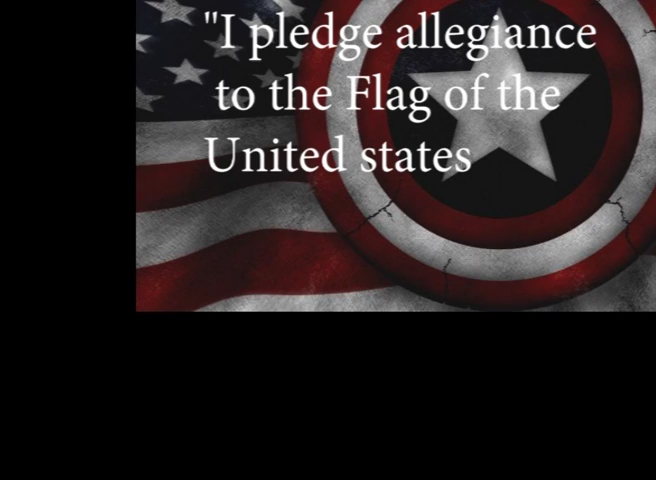 "I pledge allegiance
to the Flag of the
United states